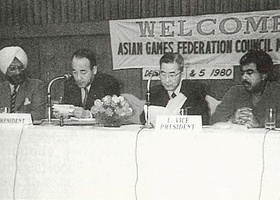 WELCOME
ASIAN GAMES FEDERATION COUNCIL
& 5 1980
PRESIDENT
VICE
PRESIDENT